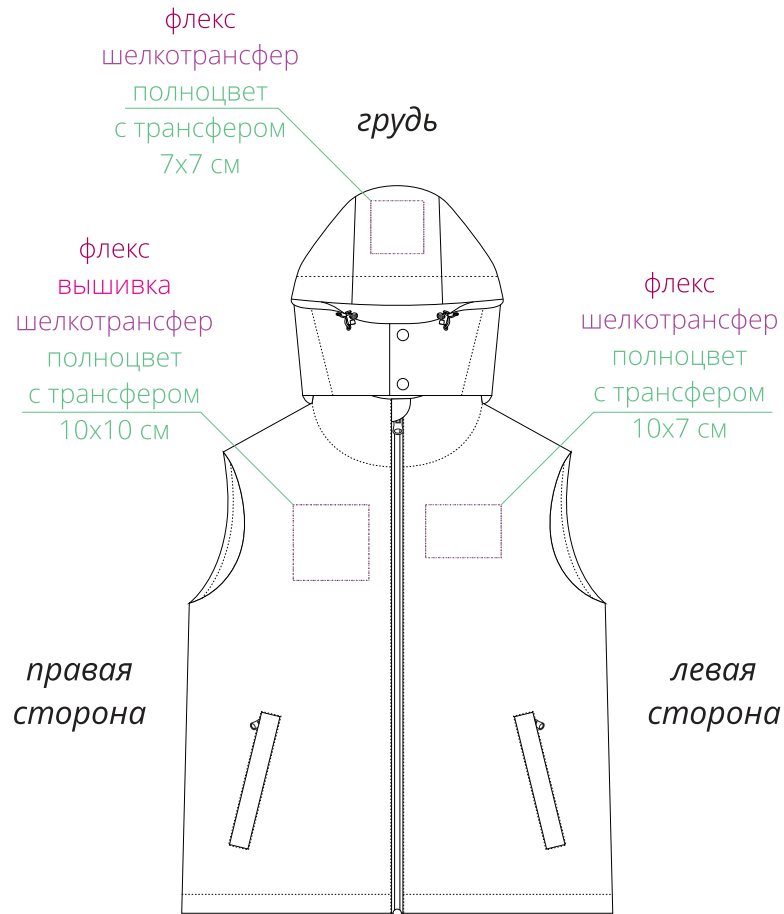 флекс
шелкотрансфер
полноцвет
с трансфером
7х7 см
грудь
флекс
вышивка
шелкотрансфер
полноцвет
с трансфером
10х10 см
флекс
шелкотрансфер
полноцвет
с трансфером
10х7 см
правая
сторона
левая
сторона